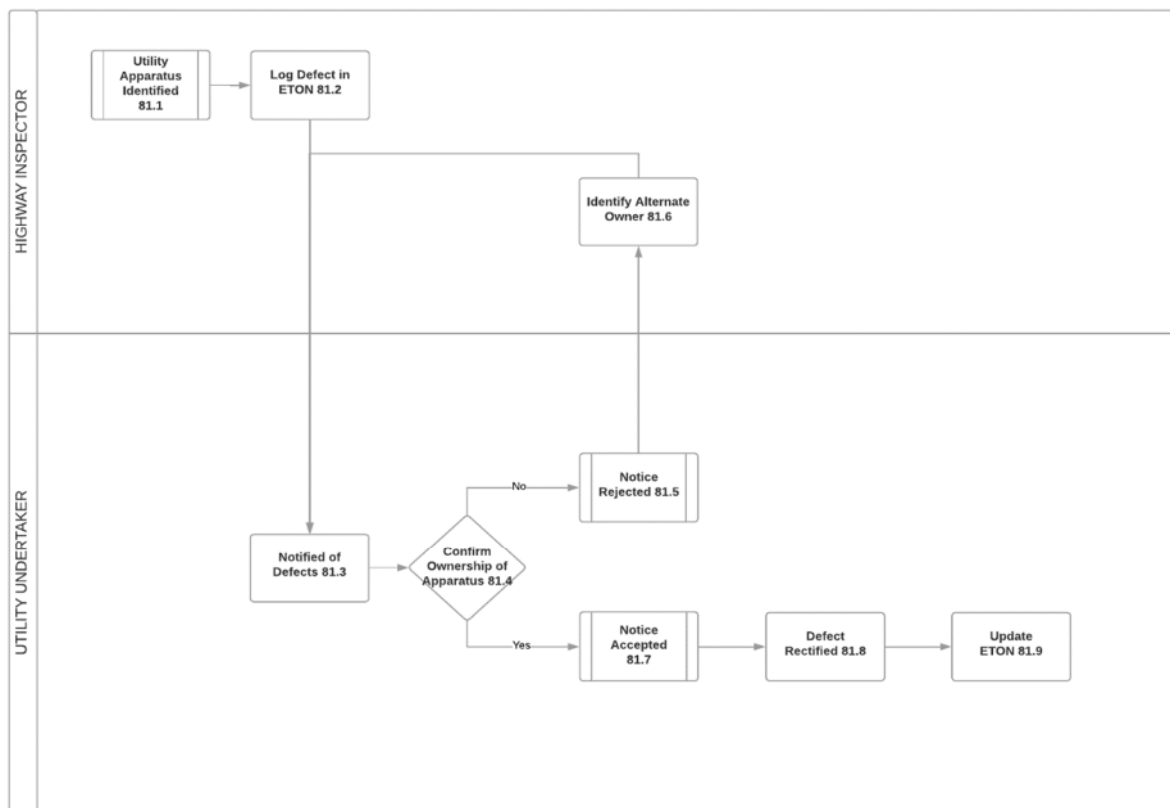 HIGHWAY INSPECTOR
Utility
Apparatus
Identified
81.1
Log Defect in
ETON 81.2
Identify Alternate
Owner 81.6
UTILITY UNDERTAKER
Notified of
Defects 81.3
Confirm
Ownership of
Apparatus 81.4
No
Notice
Rejected 81.5
Yes
Notice
Accepted
81.7
Defect
Rectified 81.8
Update
ETON 81.9